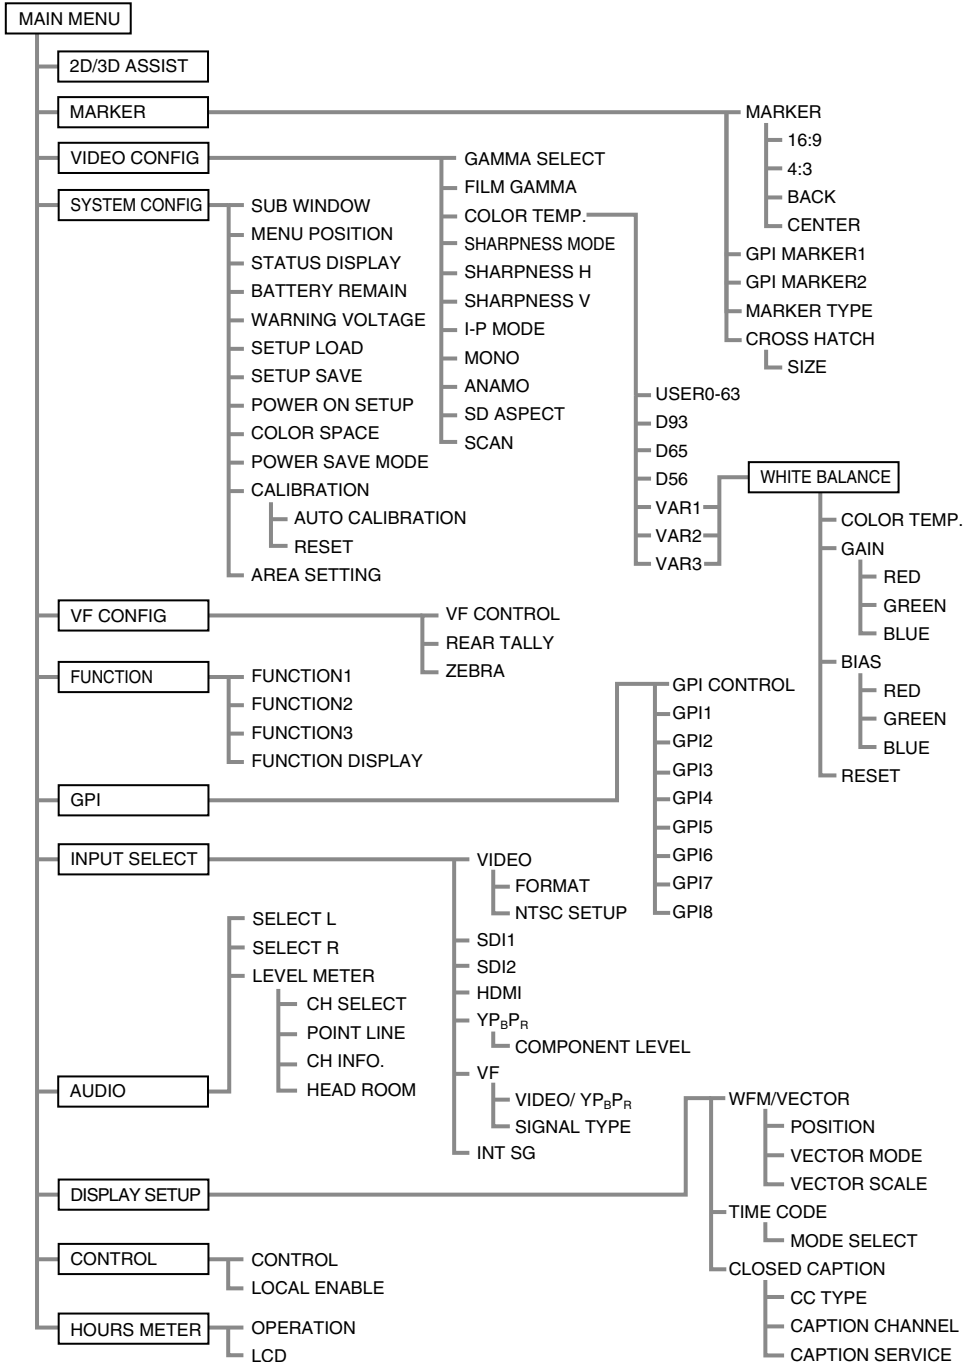 MAIN MENU
2D/3D ASSIST
MARKER
MARKER
16:9
4:3
BACK
CENTER
GPI MARKER1
GPI MARKER2
MARKER TYPE
CROSS HATCH
SIZE
VIDEO CONFIG
GAMMA SELECT
FILM GAMMA
COLOR TEMP.
SHARPNESS MODE
SHARPNESS H
SHARPNESS V
I-P MODE
MONO
ANAMO
SD ASPECT
SCAN
USER0-63
D93
D65
D56
VAR1
VAR2
VAR3
WHITE BALANCE
COLOR TEMP.
GAIN
RED
GREEN
BLUE
BIAS
RED
GREEN
BLUE
RESET
SYSTEM CONFIG
SUB WINDOW
MENU POSITION
STATUS DISPLAY
BATTERY REMAIN
WARNING VOLTAGE
SETUP LOAD
SETUP SAVE
POWER ON SETUP
COLOR SPACE
POWER SAVE MODE
CALIBRATION
AUTO CALIBRATION
RESET
AREA SETTING
VF CONFIG
VF CONTROL
REAR TALLY
ZEBRA
FUNCTION
FUNCTION1
FUNCTION2
FUNCTION3
FUNCTION DISPLAY
GPI
GPI CONTROL
GPI1
GPI2
GPI3
GPI4
GPI5
GPI6
GPI7
GPI8
INPUT SELECT
VIDEO
FORMAT
NTSC SETUP
SDI1
SDI2
HDMI
YPBPR
COMPONENT LEVEL
VF
VIDEO/ YPBPR
SIGNAL TYPE
INT SG
AUDIO
SELECT L
SELECT R
LEVEL METER
CH SELECT
POINT LINE
CH INFO.
HEAD ROOM
DISPLAY SETUP
WFM/VECTOR
POSITION
VECTOR MODE
VECTOR SCALE
TIME CODE
MODE SELECT
CLOSED CAPTION
CC TYPE
CAPTION CHANNEL
CAPTION SERVICE
CONTROL
CONTROL
LOCAL ENABLE
HOURS METER
OPERATION
LCD